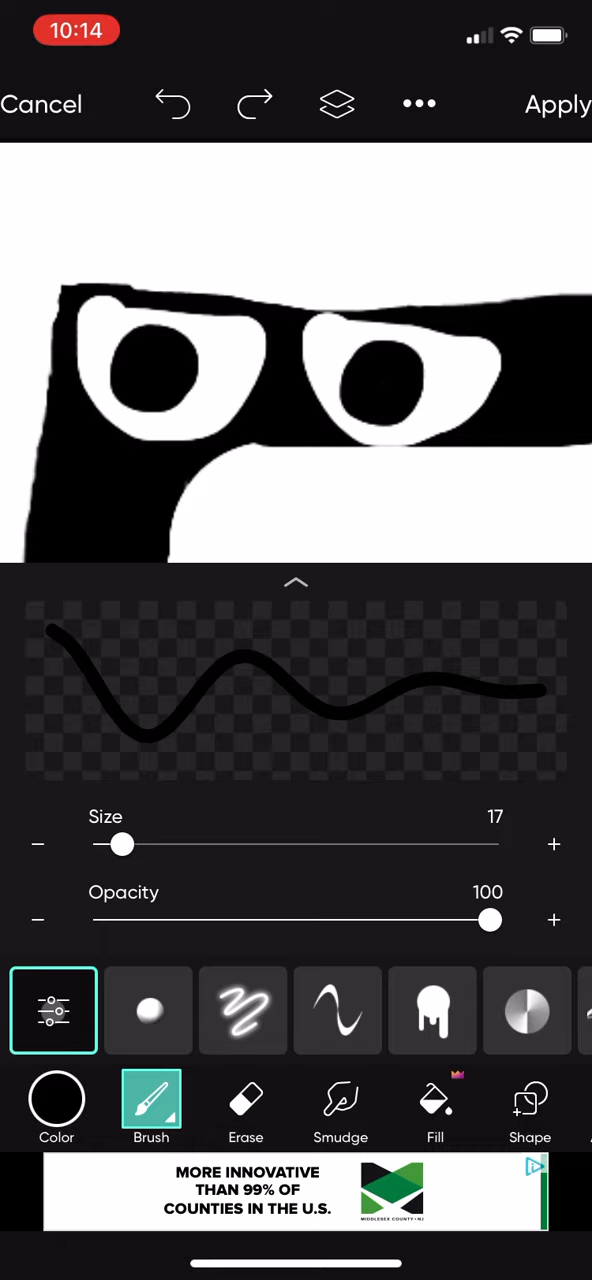 10:14
Cancel
Apply
Size 17
Opacity 100
Color Brush Erase Smudge Fill Shape
MORE INNOVATIVE
THAN 99% OF
COUNTIES IN THE U.S.
MIDDLESEX COUNTY • NJ